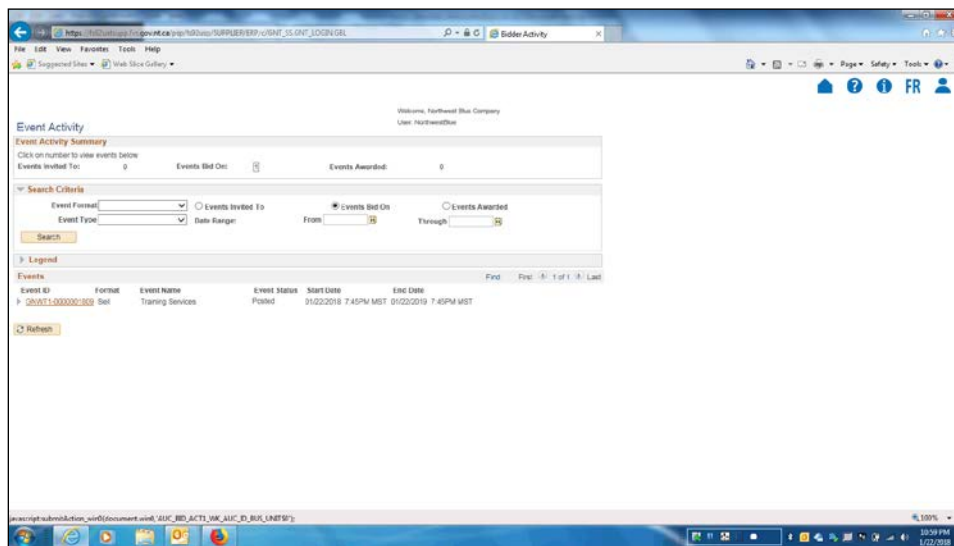 Bidder Activity
File Edit View Favorites Tools Help
Suggested Sites Web Slice Gallery
Page Safety Tools
FR
Welcome, Northwest Blue Company
User: NorthwestBlue
Event Activity
Event Activity Summary
Click on number to view events below
Events Invited To: 0 Events Bid On: Events Awarded: 0
Search Criteria
Event Format Events Invited To Events Bid On Events Awarded
Event Type Date Range: From Through
Search
Legend
Events Find First 1 of 1 Last
Event ID Format Event Name Event Status Start Date End Date
GNWT1-0000001809 Sell Training Services Posted 01/22/2018 7:45PM MST 01/22/2019 7:45PM MST
Refresh
100%
10:59 PM
1/22/2018